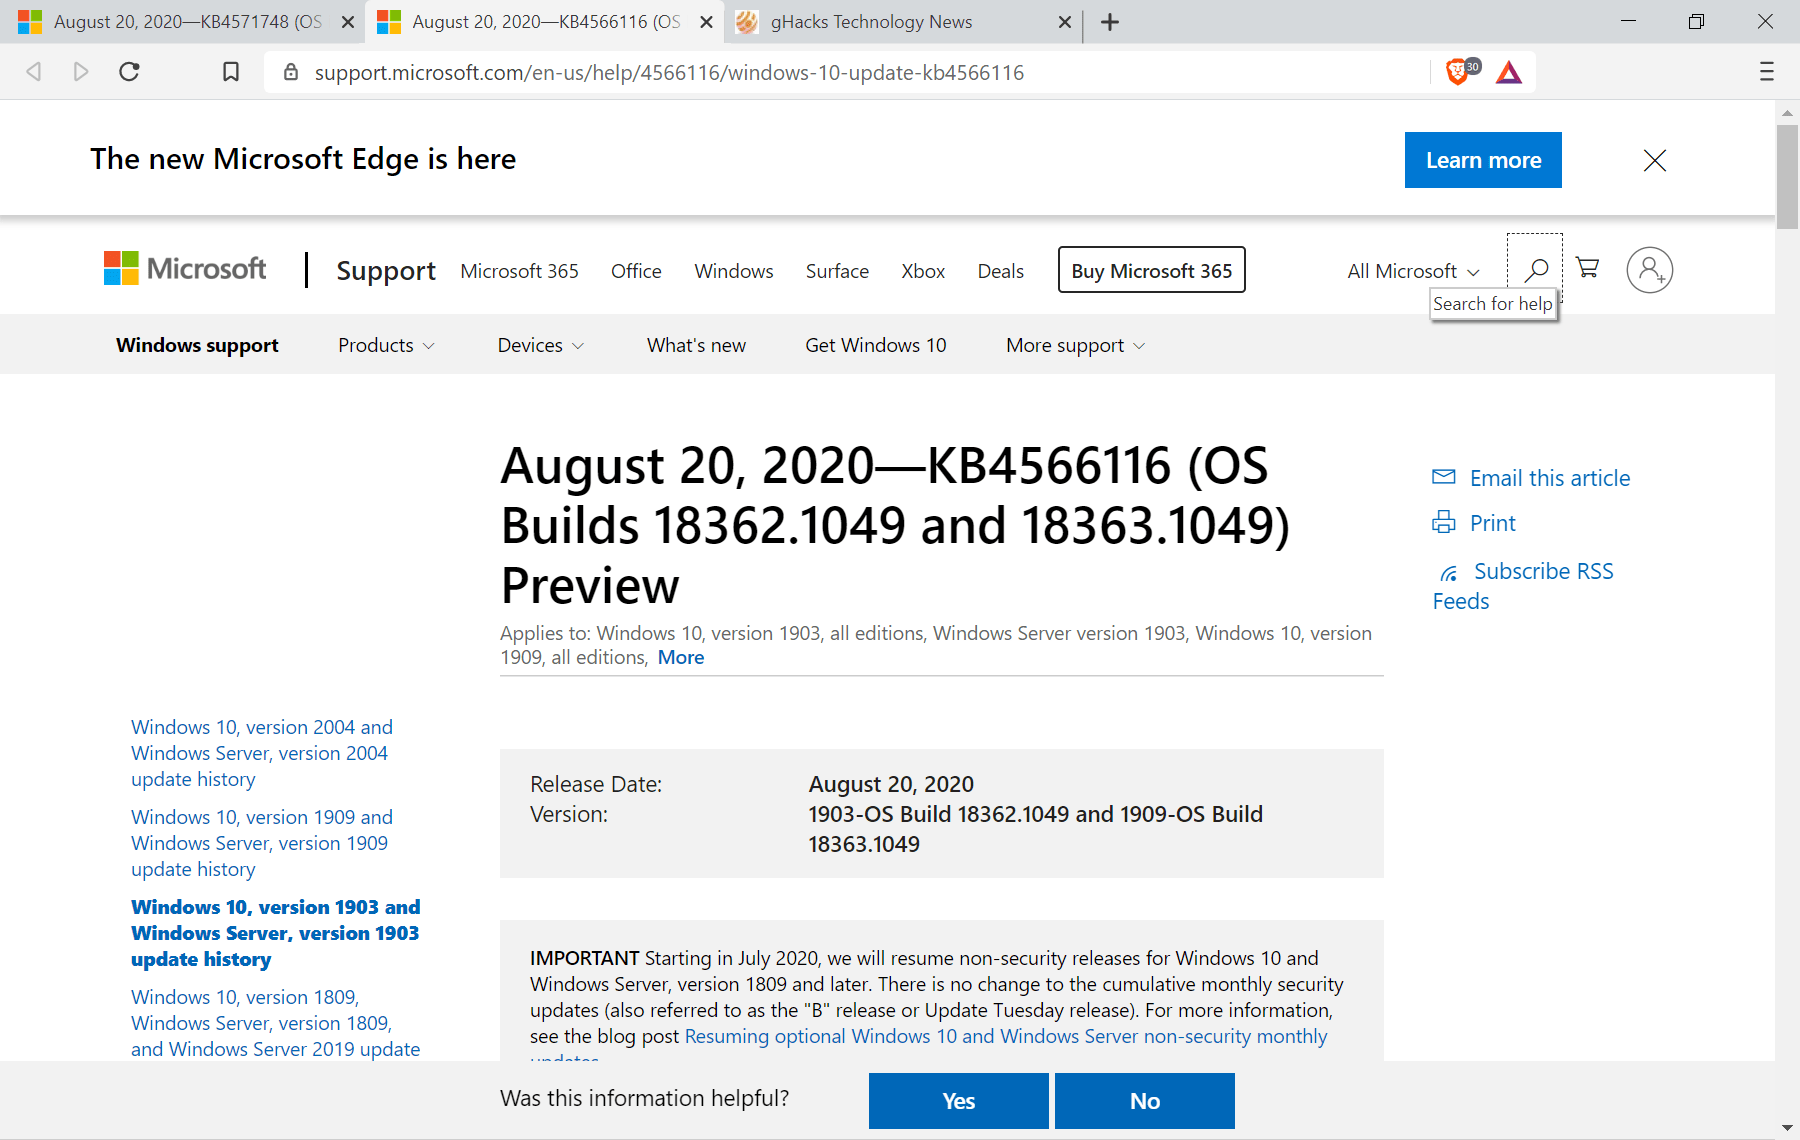 August 20, 2020—KB4571748 (OS
August 20, 2020—KB4566116 (OS
gHacks Technology News
support.microsoft.com/en-us/help/4566116/windows-10-update-kb4566116
30
The new Microsoft Edge is here
Learn more
Microsoft
Support
Microsoft 365
Office
Windows
Surface
Xbox
Deals
Buy Microsoft 365
All Microsoft
Search for help
Windows support
Products
Devices
What's new
Get Windows 10
More support
August 20, 2020—KB4566116 (OS
Builds 18362.1049 and 18363.1049)
Preview
Applies to: Windows 10, version 1903, all editions, Windows Server version 1903, Windows 10, version
1909, all editions, More
Email this article
Print
Subscribe RSS
Feeds
Windows 10, version 2004 and
Windows Server, version 2004
update history
Windows 10, version 1909 and
Windows Server, version 1909
update history
Windows 10, version 1903 and
Windows Server, version 1903
update history
Windows 10, version 1809,
Windows Server, version 1809,
and Windows Server 2019 update
Release Date:
August 20, 2020
Version:
1903-OS Build 18362.1049 and 1909-OS Build
18363.1049
IMPORTANT Starting in July 2020, we will resume non-security releases for Windows 10 and
Windows Server, version 1809 and later. There is no change to the cumulative monthly security
updates (also referred to as the "B" release or Update Tuesday release). For more information,
see the blog post Resuming optional Windows 10 and Windows Server non-security monthly
Was this information helpful?
Yes
No